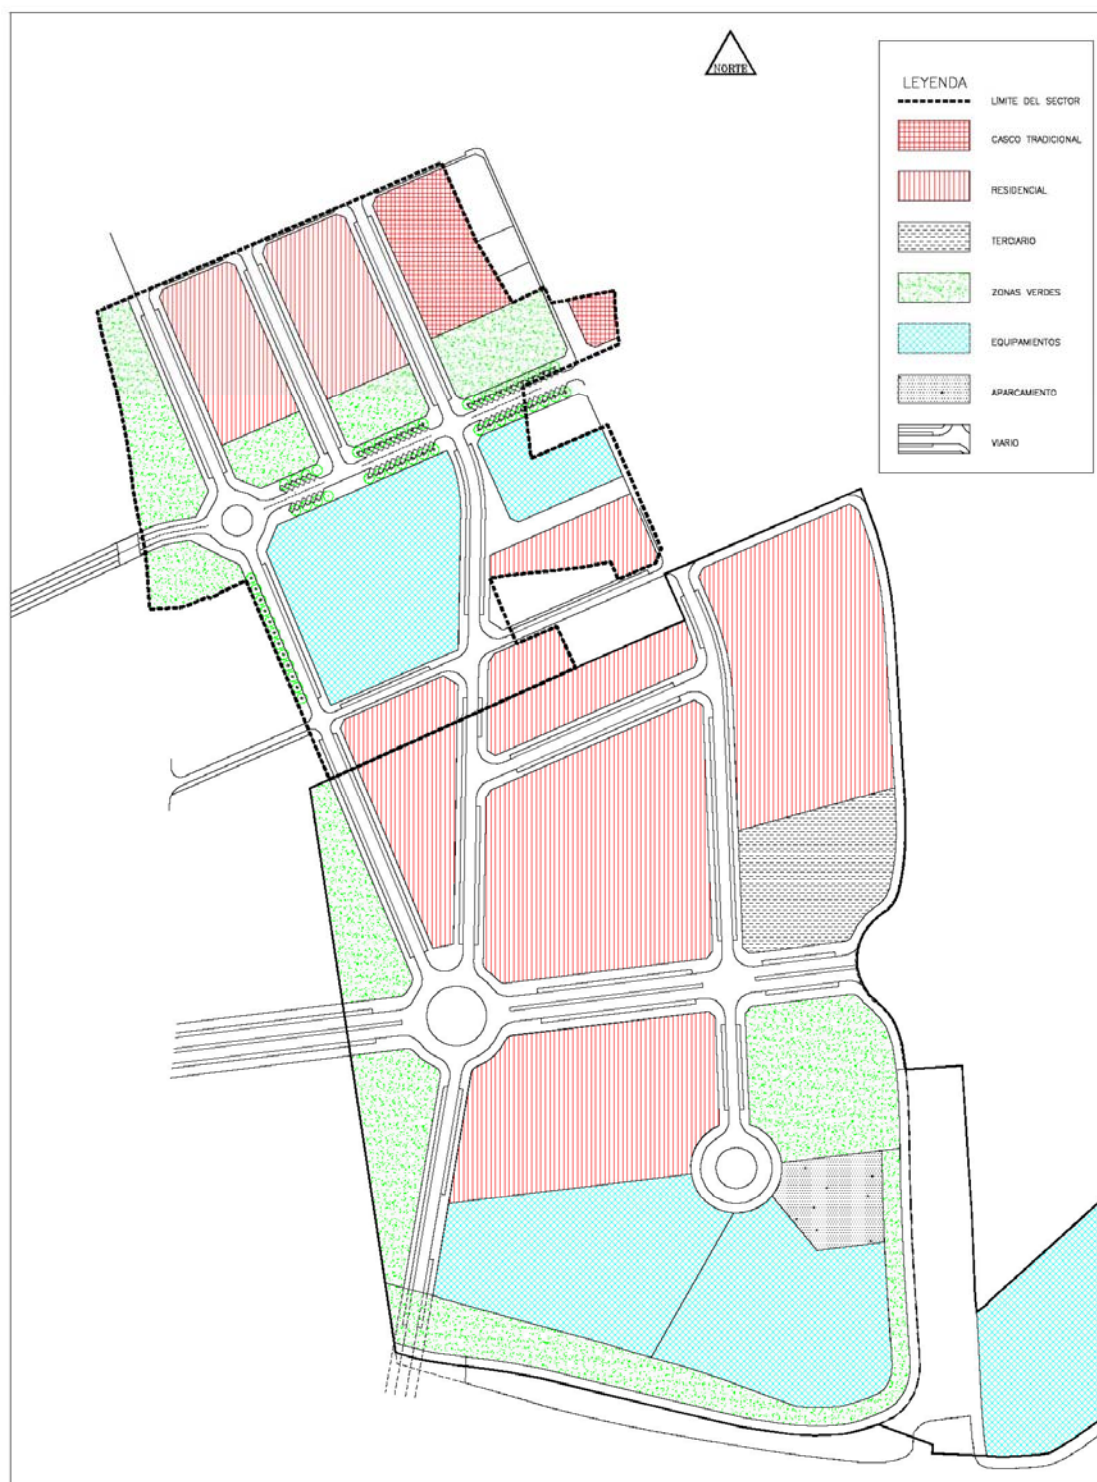 NORTE
LEYENDA
LIMITE DEL SECTOR
CASCO TRADICIONAL
RESIDENCIAL
TERCIARIO
ZONAS VERDES
EQUIPAMIENTOS
APARCAMIENTO
VIARIO